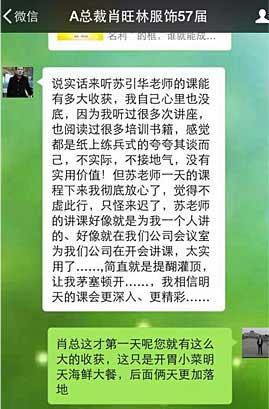 微信
A总裁肖旺林服饰57届
名利”的框，谁就能成…
说实话来听苏引华老师的课能
有多大收获，我自己心里也没
底，因为我听过很多次讲座，
也阅读过很多培训书籍，感觉
都是纸上练兵式的夸夸其谈而
己，不实际，不接地气，没有
实用价值！但苏老师一天的课
程下来我彻底放心了，觉得不
虚此行，只怪来迟了，苏老师
的讲课好像就是为我一个人讲
的、好像就在我们公司会议室
为我们公司在开会讲课，太实
用了……,简直就是提醐灌顶，
让我茅塞顿开……，我相信明
天的课会更深入、更精彩……
肖总这才第一天呢您就有这么
大的收获，这只是开胃小菜明
天海鲜大餐，后面俩天更加落
地